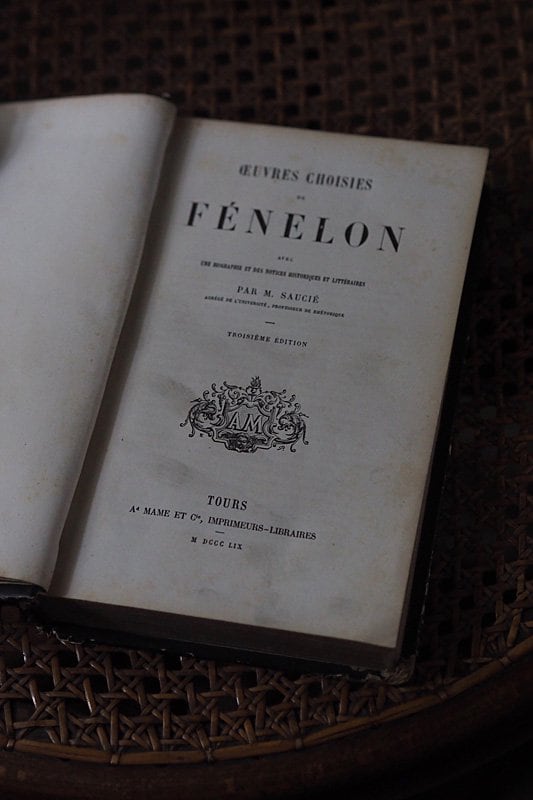 ŒUVRES CHOISIES
DE
FÉNELON
AVEC
UNE BIOGRAPHIE ET DES NOTICES HISTORIQUES ET LITTÉRAIRES
PAR M. SAUCIÉ
AGRÉGÉ DE L'UNIVERSITÉ, PROFESSEUR DE RHÉTORIQUE
TROISIÈME ÉDITION
AM
TOURS
Ad MAME ET Cie, IMPRIMEURS-LIBRAIRES
M DCCC LIX